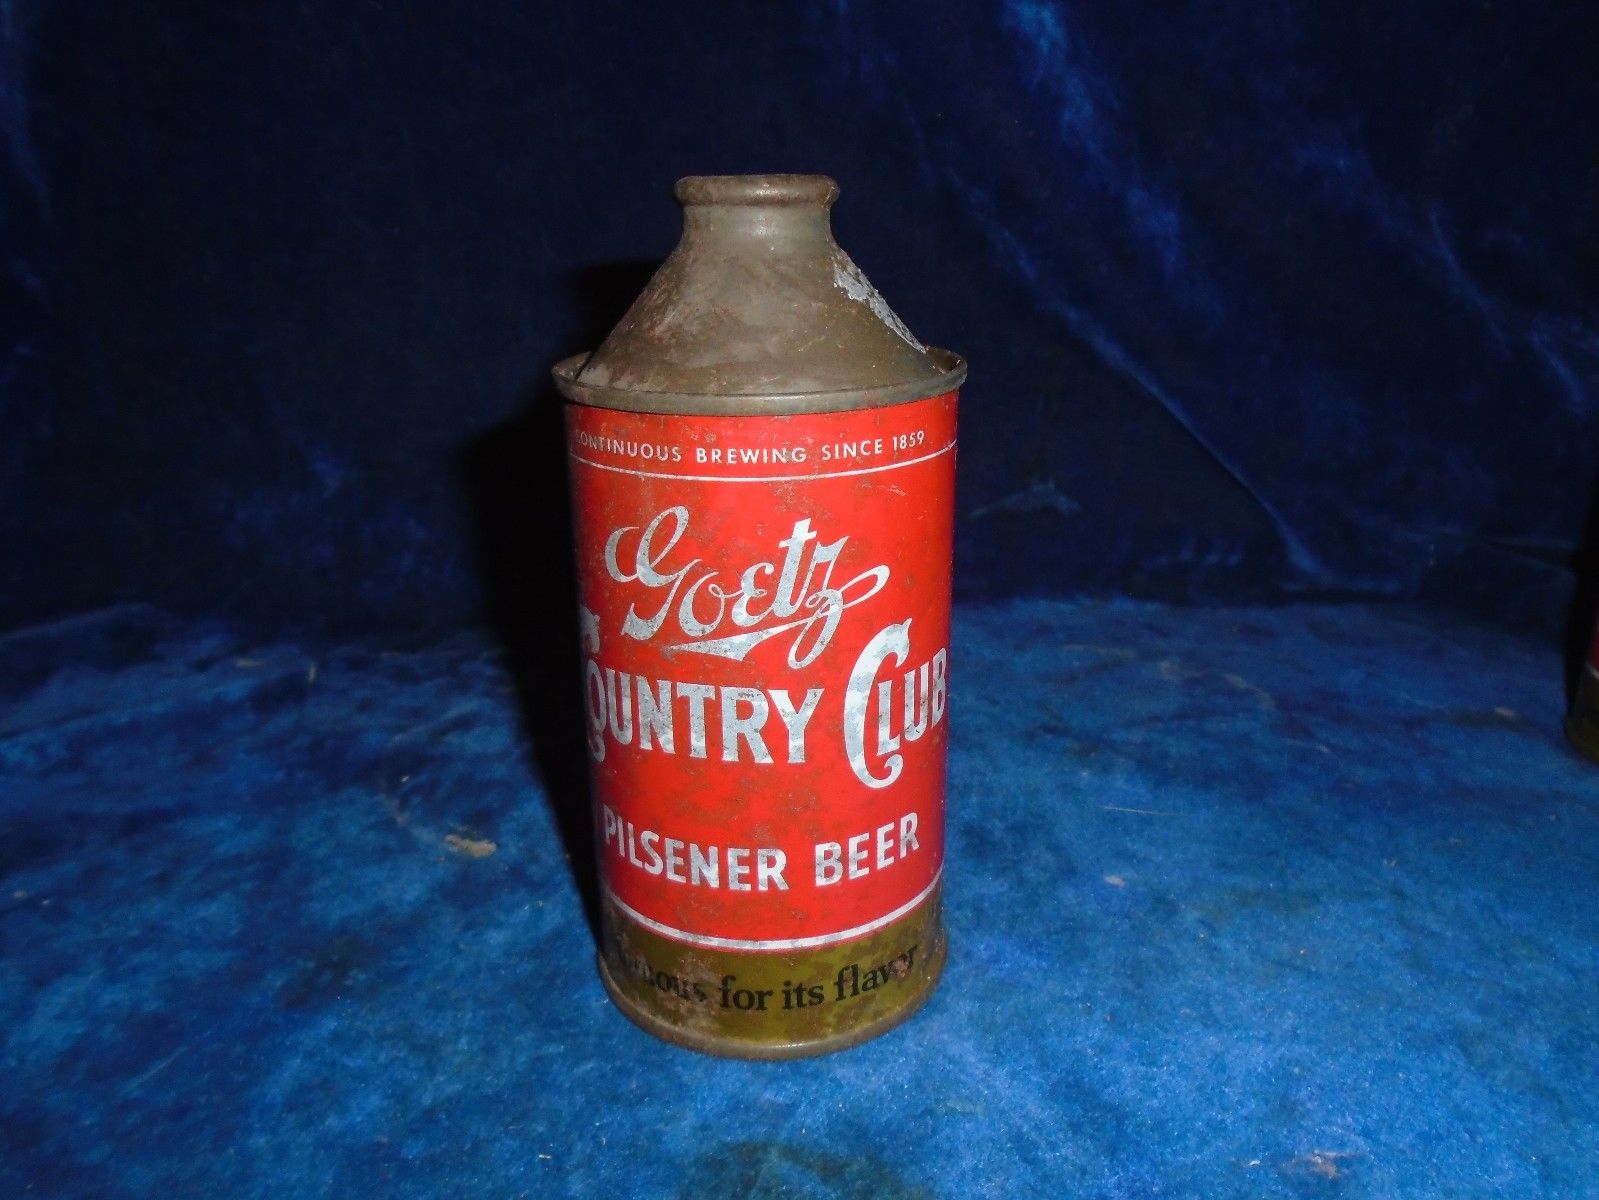 CONTINUOUS BREWING SINCE 1859
Goetz
COUNTRY CLUB
PILSENER BEER
for its flavor